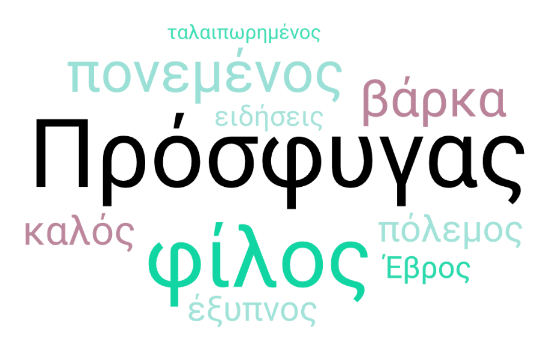 ταλαιπωρημένος
πονεμένος
βάρκα
ειδήσεις
Πρόσφυγας
καλός
φίλος
πόλεμος
Έβρος
έξυπνος